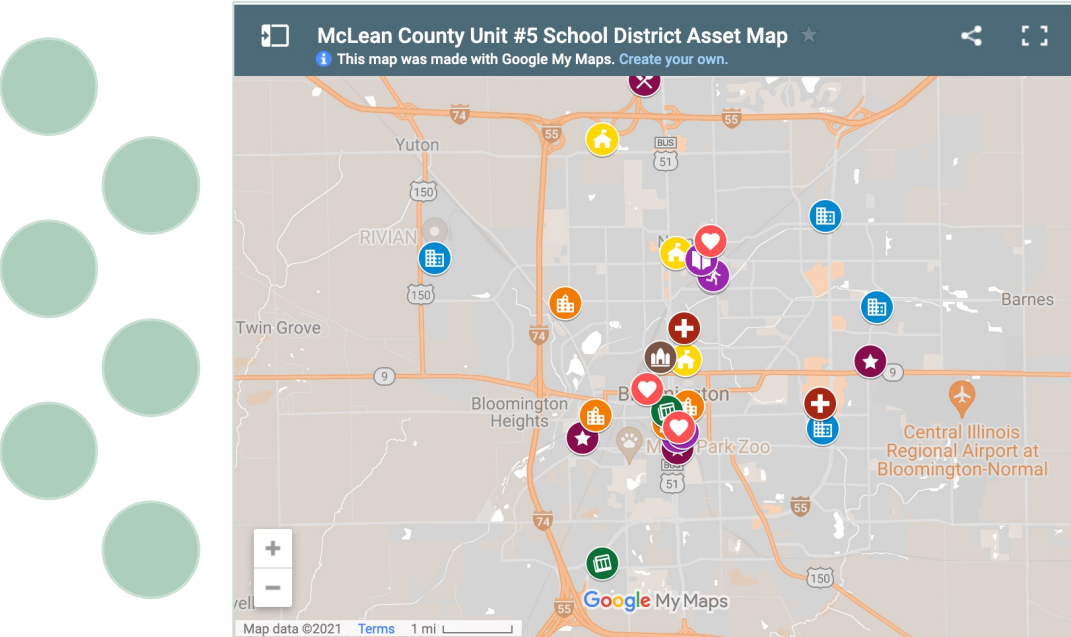 McLean County Unit #5 School District Asset Map
This map was made with Google My Maps. Create your own.
74
55
55
Yuton
BUS
51
150
RIVIAN
150
Barnes
Twin Grove
74
9
9
Bloomington
Heights
Park Zoo
Central Illinois
Regional Airport at
Bloomington-Normal
51
55
74
150
55
Google My Maps
Map data ©2021 Terms 1 mi